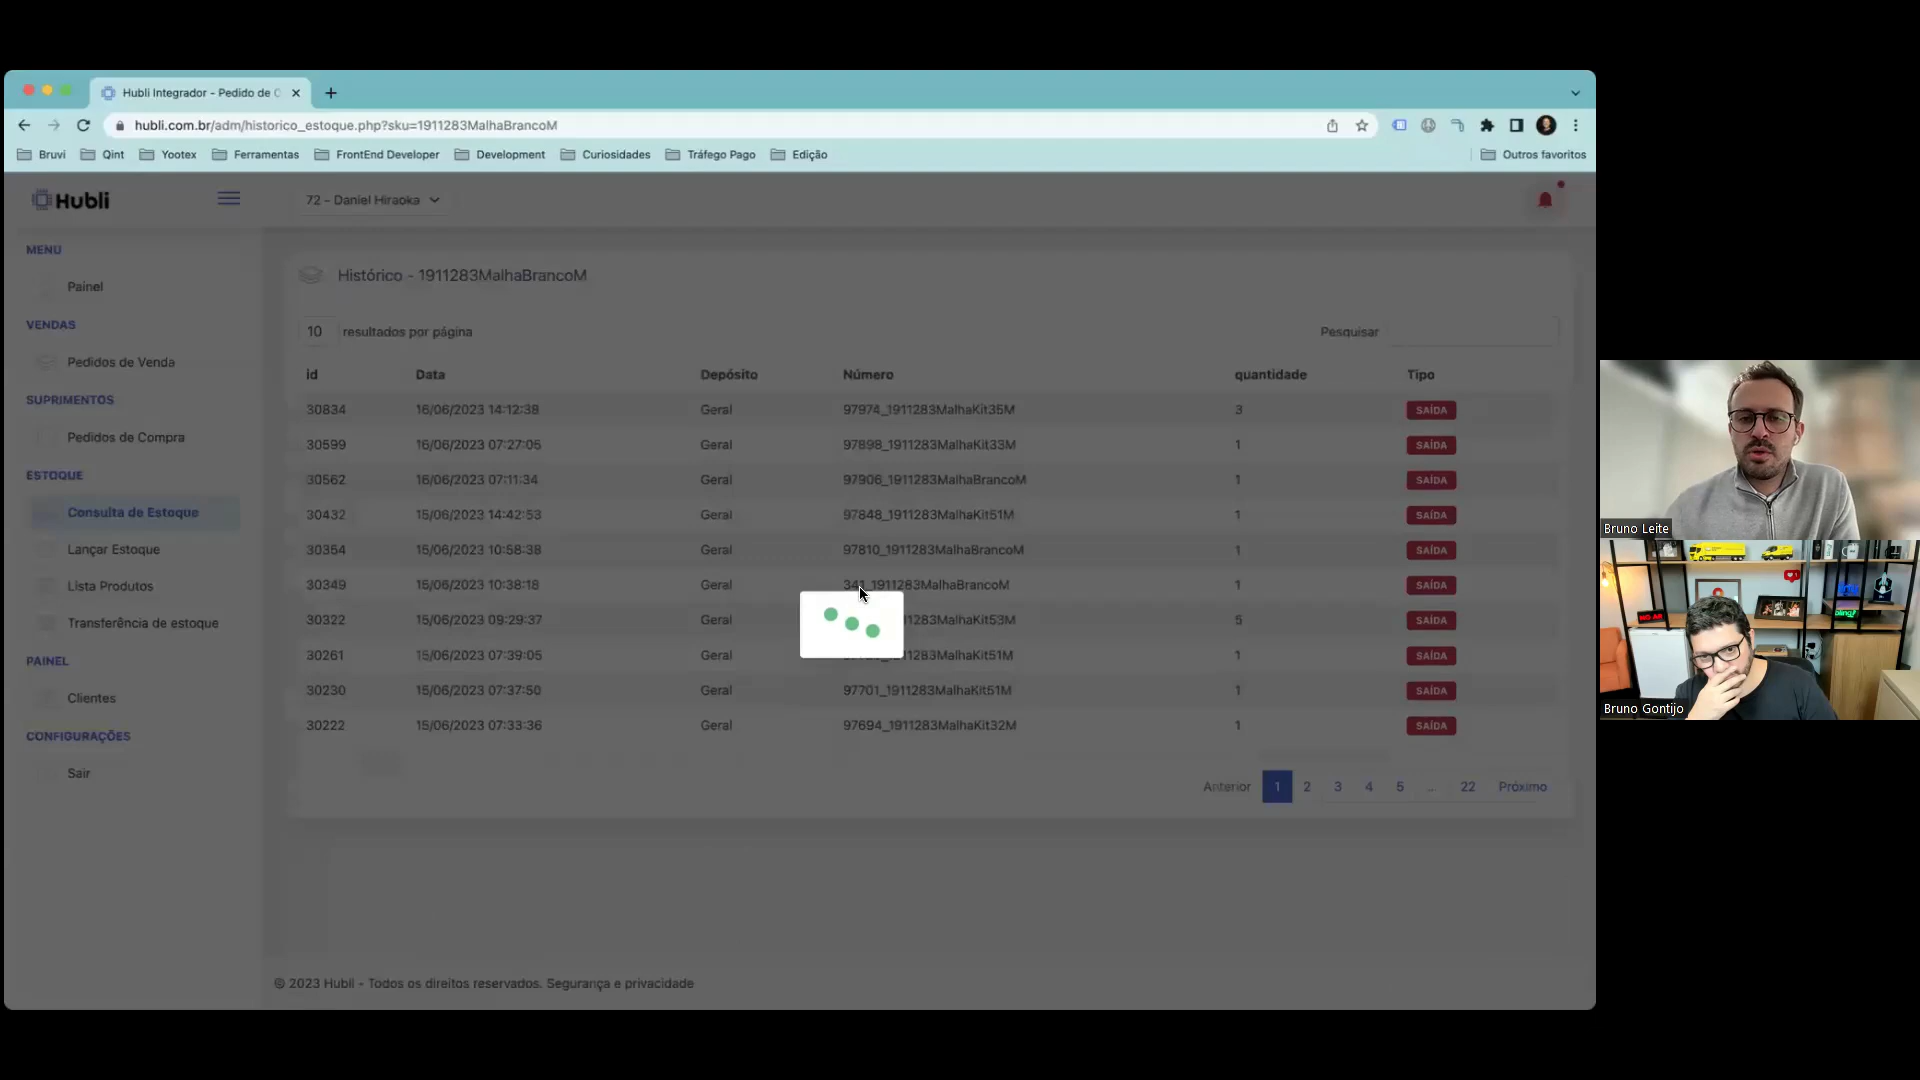 Hubli Integrador - Pedido de C
hubli.com.br/adm/historico_estoque.php?sku=1911283MalhaBrancoM
Bruvi Qint Yootex Ferramentas FrontEnd Developer Development Curiosidades Tráfego Pago Edição Outros favoritos
Hubli
72 - Daniel Hiraoka
MENU
Painel
VENDAS
Pedidos de Venda
SUPRIMENTOS
Pedidos de Compra
ESTOQUE
Consulta de Estoque
Lançar Estoque
Lista Produtos
Transferência de estoque
PAINEL
Clientes
CONFIGURAÇÕES
Sair
Histórico - 1911283MalhaBrancoM
10 resultados por página Pesquisar
id Data Depósito Número quantidade Tipo
30834 16/06/2023 14:12:38 Geral 97974_1911283MalhaKit35M 3 SAÍDA
30599 16/06/2023 07:27:05 Geral 97898_1911283MalhaKit33M 1 SAÍDA
30562 16/06/2023 07:11:34 Geral 97906_1911283MalhaBrancoM 1 SAÍDA
30432 15/06/2023 14:42:53 Geral 97848_1911283MalhaKit51M 1 SAÍDA
30354 15/06/2023 10:58:38 Geral 97810_1911283MalhaBrancoM 1 SAÍDA
30349 15/06/2023 10:38:18 Geral 341_1911283MalhaBrancoM 1 SAÍDA
30322 15/06/2023 09:29:37 Geral 1283MalhaKit53M 5 SAÍDA
30261 15/06/2023 07:39:05 Geral 1283MalhaKit51M 1 SAÍDA
30230 15/06/2023 07:37:50 Geral 97701_1911283MalhaKit51M 1 SAÍDA
30222 15/06/2023 07:33:36 Geral 97694_1911283MalhaKit32M 1 SAÍDA
Anterior 1 2 3 4 5 ... 22 Próximo
© 2023 Hubli - Todos os direitos reservados. Segurança e privacidade
Bruno Leite
NO AR
bling!
Bruno Gontijo